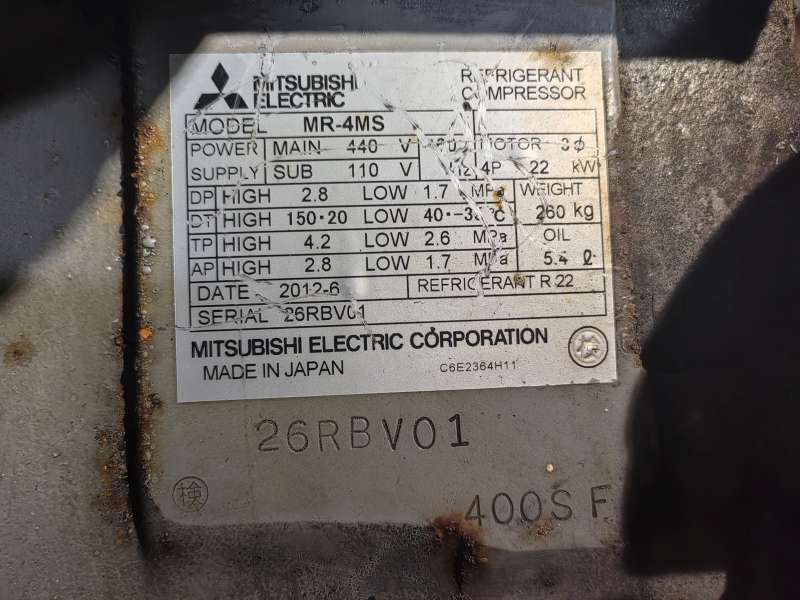 MITSUBISHI ELECTRIC
REFRIGERANT COMPRESSOR
MODEL MR-4MS
POWER SUPPLY MAIN 440 V 60 Hz MOTOR 3φ
SUB 110 V 4P 22 kW
DP HIGH 2.8 LOW 1.7 MPa WEIGHT
DT HIGH 150・20 LOW 40・ ℃ 260 kg
TP HIGH 4.2 LOW 2.6 MPa OIL
AP HIGH 2.8 LOW 1.7 MPa 5.4 ℓ
DATE 2012-6 REFRIGERANT R 22
SERIAL 26RBV01
MITSUBISHI ELECTRIC CORPORATION
MADE IN JAPAN C6E2364H11
26RBV01
検
400SF